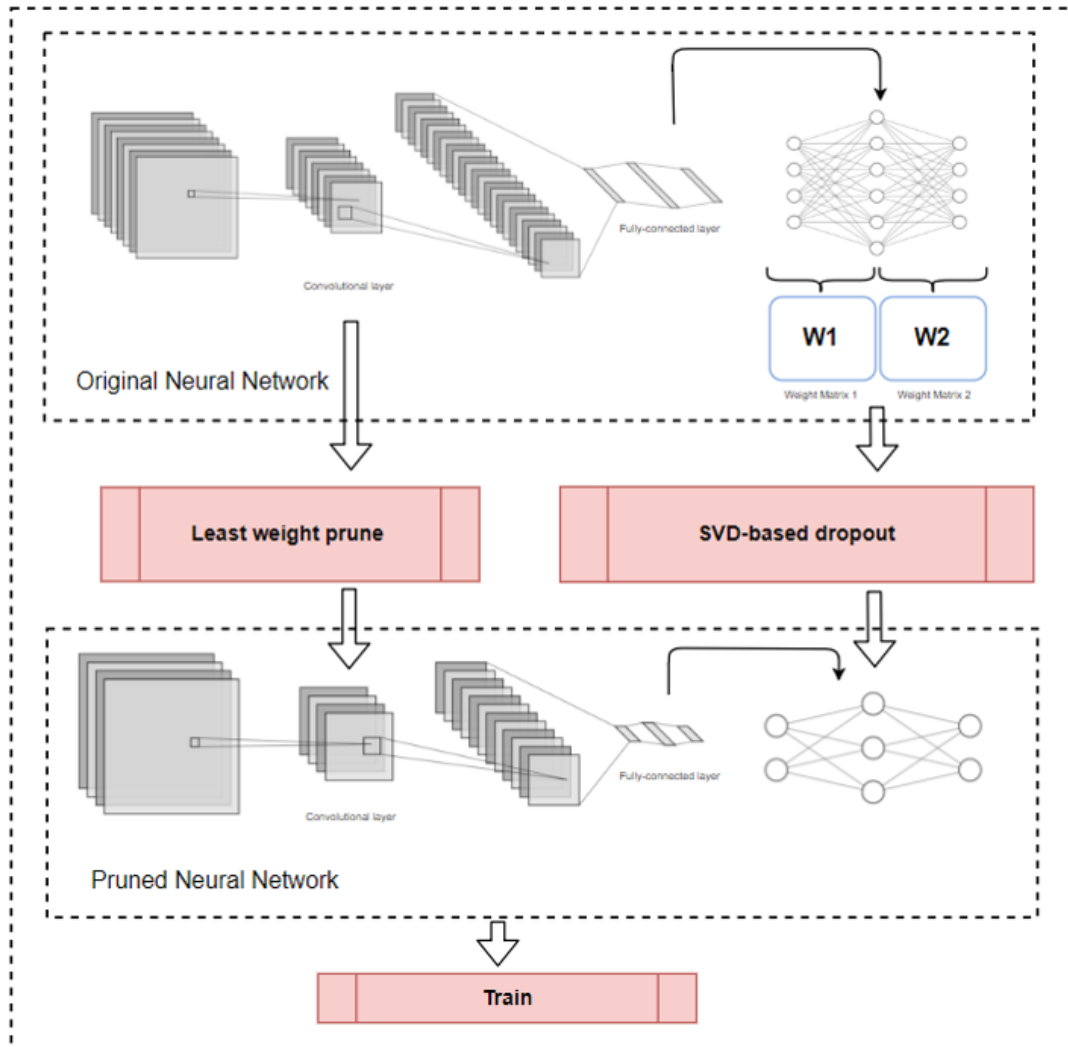 Fully-connected layer
Convolutional layer
W1
W2
Original Neural Network
Weight Matrix 1
Weight Matrix 2
Least weight prune
SVD-based dropout
Fully-connected layer
Convolutional layer
Pruned Neural Network
Train